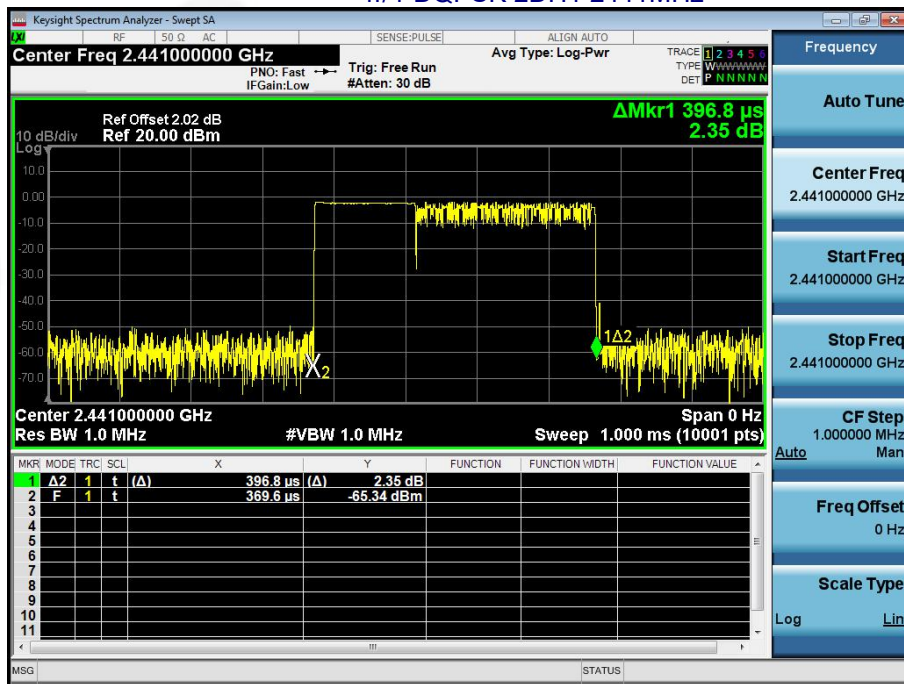 Keysight Spectrum Analyzer - Swept SA
LXI RF 50 Ω AC SENSE:PULSE ALIGN AUTO
Center Freq 2.441000000 GHz
PNO: Fast
IFGain:Low
Trig: Free Run
#Atten: 30 dB
Avg Type: Log-Pwr
TRACE 1 2 3 4 5 6
TYPE WWWWWW
DET P N N N N N
ΔMkr1 396.8 µs
2.35 dB
Ref Offset 2.02 dB
10 dB/div Ref 20.00 dBm
Log
10.0
0.00
-10.0
-20.0
-30.0
-40.0
-50.0
-60.0
-70.0
1Δ2
X2
Center 2.441000000 GHz Span 0 Hz
Res BW 1.0 MHz #VBW 1.0 MHz Sweep 1.000 ms (10001 pts)
MKR MODE TRC SCL X Y FUNCTION FUNCTION WIDTH FUNCTION VALUE
1 Δ2 1 t (Δ) 396.8 µs (Δ) 2.35 dB
2 F 1 t 369.6 µs -65.34 dBm
3
4
5
6
7
8
9
10
11
MSG STATUS
Frequency
Auto Tune
Center Freq
2.441000000 GHz
Start Freq
2.441000000 GHz
Stop Freq
2.441000000 GHz
CF Step
1.000000 MHz
Auto Man
Freq Offset
0 Hz
Scale Type
Log Lin